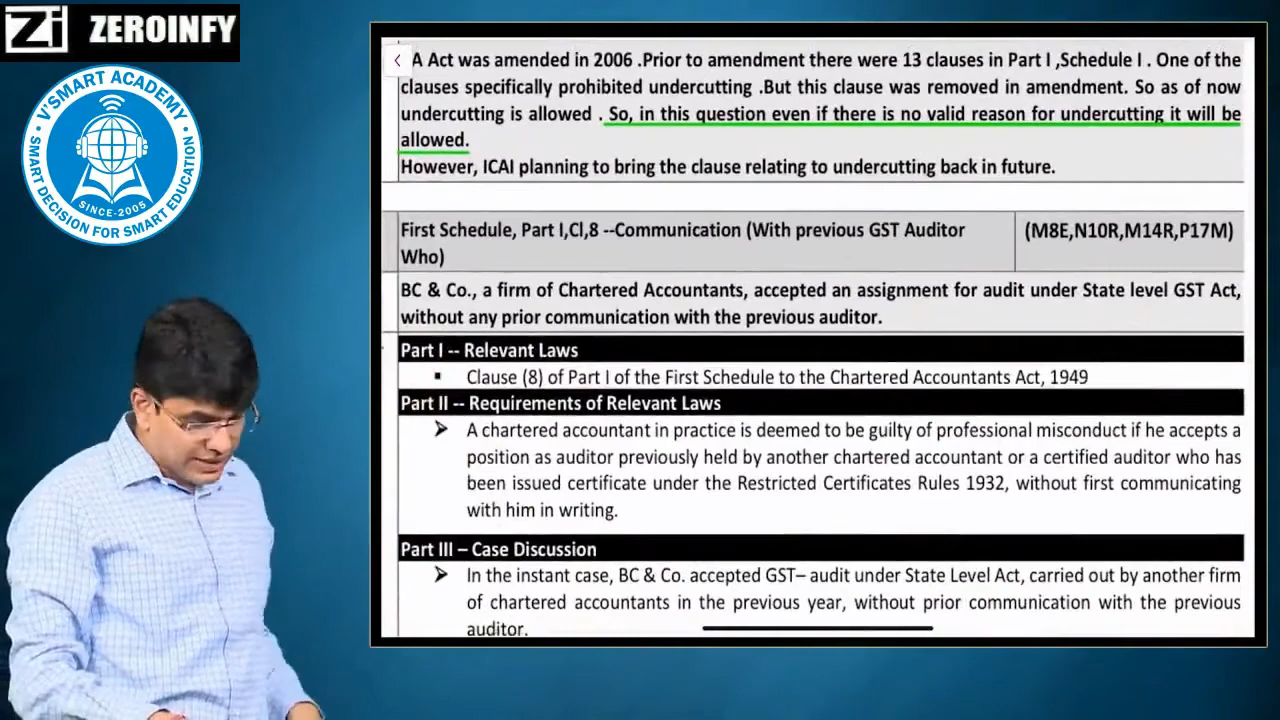 Zi ZEROINFY
V'SMART ACADEMY
SMART DECISION FOR SMART EDUCATION
SINCE-2005
A Act was amended in 2006 .Prior to amendment there were 13 clauses in Part I ,Schedule I . One of the
clauses specifically prohibited undercutting .But this clause was removed in amendment. So as of now
undercutting is allowed . So, in this question even if there is no valid reason for undercutting it will be
allowed.
However, ICAI planning to bring the clause relating to undercutting back in future.
First Schedule, Part I,Cl,8 --Communication (With previous GST Auditor
Who)
(M8E,N10R,M14R,P17M)
BC & Co., a firm of Chartered Accountants, accepted an assignment for audit under State level GST Act,
without any prior communication with the previous auditor.
Part I -- Relevant Laws
▪ Clause (8) of Part I of the First Schedule to the Chartered Accountants Act, 1949
Part II -- Requirements of Relevant Laws
➢ A chartered accountant in practice is deemed to be guilty of professional misconduct if he accepts a
position as auditor previously held by another chartered accountant or a certified auditor who has
been issued certificate under the Restricted Certificates Rules 1932, without first communicating
with him in writing.
Part III – Case Discussion
➢ In the instant case, BC & Co. accepted GST– audit under State Level Act, carried out by another firm
of chartered accountants in the previous year, without prior communication with the previous
auditor.